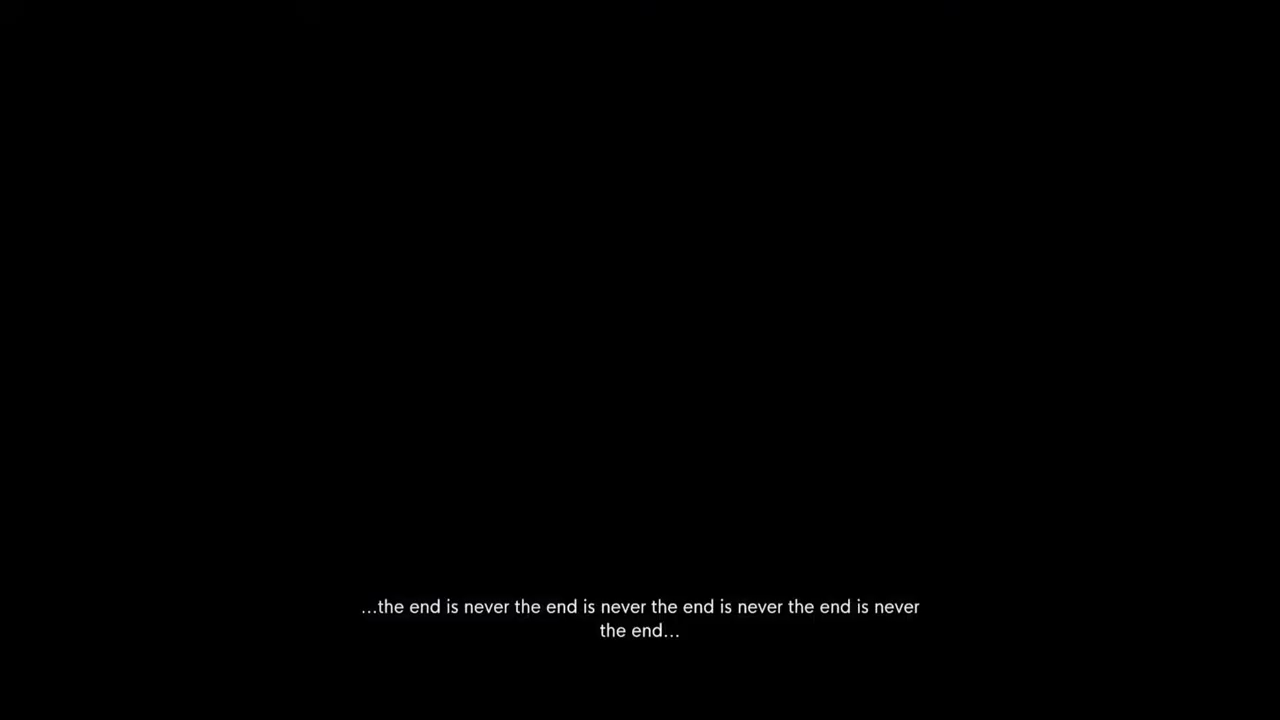 ...the end is never the end is never the end is never the end is never
the end...